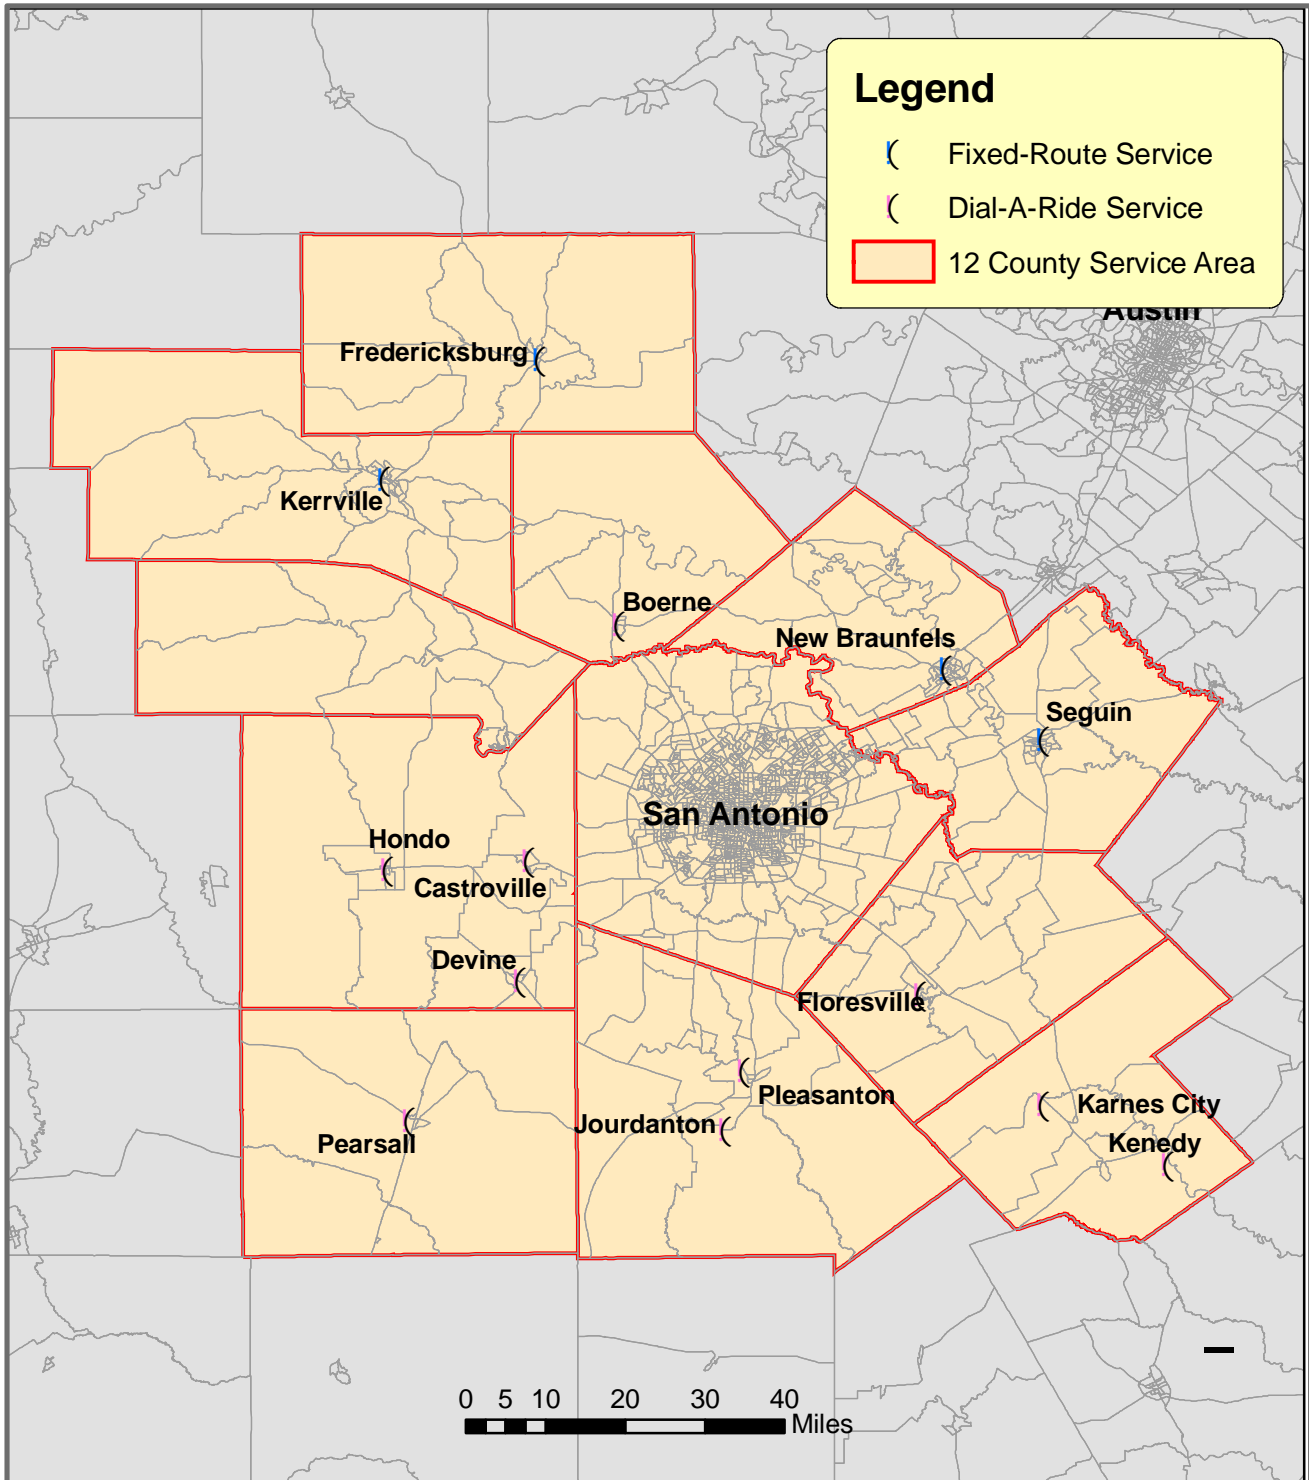 Legend
Fixed-Route Service
Dial-A-Ride Service
12 County Service Area
Austin
Fredericksburg
Kerrville
Boerne
New Braunfels
Seguin
San Antonio
Hondo
Castroville
Devine
Floresville
Pleasanton
Jourdanton
Karnes City
Kenedy
Pearsall
0 5 10 20 30 40
Miles